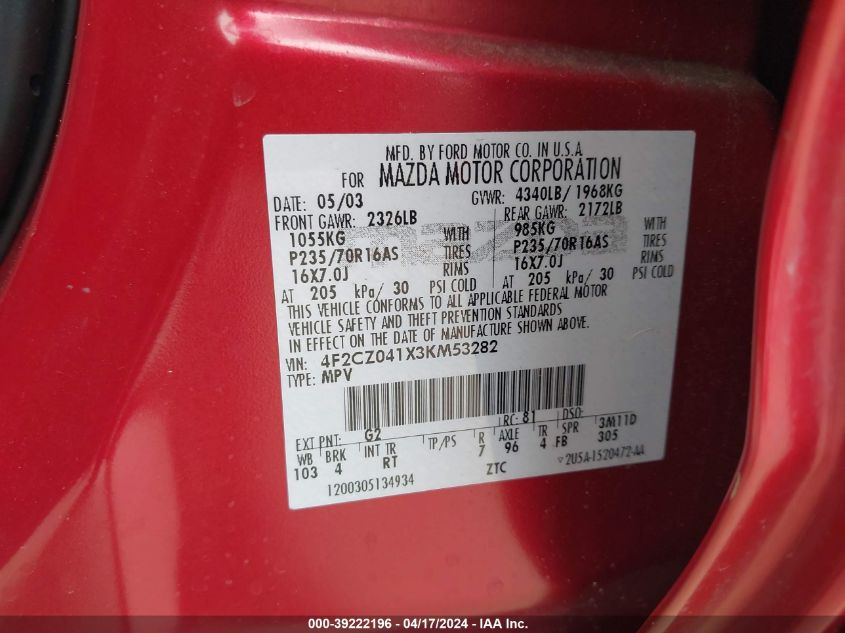 MFD. BY FORD MOTOR CO. IN U.S.A
FOR MAZDA MOTOR CORPORATION
DATE: 05/03 GVWR: 4340LB/ 1968KG
FRONT GAWR: 2326LB REAR GAWR: 2172LB
1055KG WITH 985KG WITH
P235/70R16AS TIRES P235/70R16AS TIRES
16X7.0J RIMS 16X7.0J RIMS
AT 205 kPa/ 30 PSI COLD AT 205 kPa/ 30 PSI COLD
THIS VEHICLE CONFORMS TO ALL APPLICABLE FEDERAL MOTOR
VEHICLE SAFETY AND THEFT PREVENTION STANDARDS
IN EFFECT ON THE DATE OF MANUFACTURE SHOWN ABOVE.
VIN: 4F2CZ041X3KM53282
TYPE: MPV
EXT PNT: G2 RC: 81 DSO:
WB BRK INT TR TP/PS R AXLE TR SPR 3M11D
103 4 RT 7 96 4 FB 305
1200305134934 ZTC 2U5A-1520472-AA
000-39222196 - 04/17/2024 - IAA Inc.